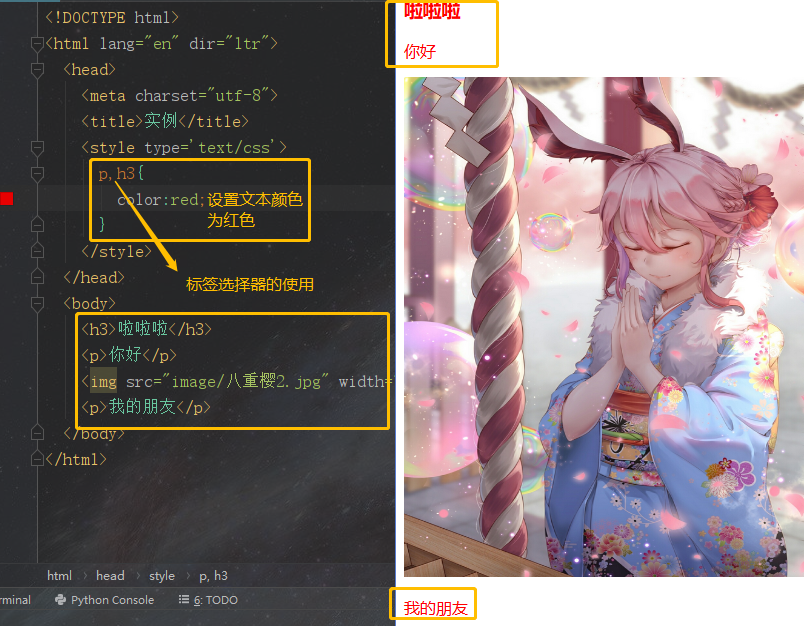 <!DOCTYPE html>
<html lang="en" dir="ltr">
<head>
<meta charset="utf-8">
<title>实例</title>
<style type='text/css'>
p,h3{
color:red;设置文本颜色
为红色
}
</style>
标签选择器的使用
</head>
<body>
<h3>啦啦啦</h3>
<p>你好</p>
<img src="image/八重樱2.jpg" width=
<p>我的朋友</p>
</body>
</html>
html head style p, h3
rminal Python Console 6: TODO
啦啦啦
你好
我的朋友